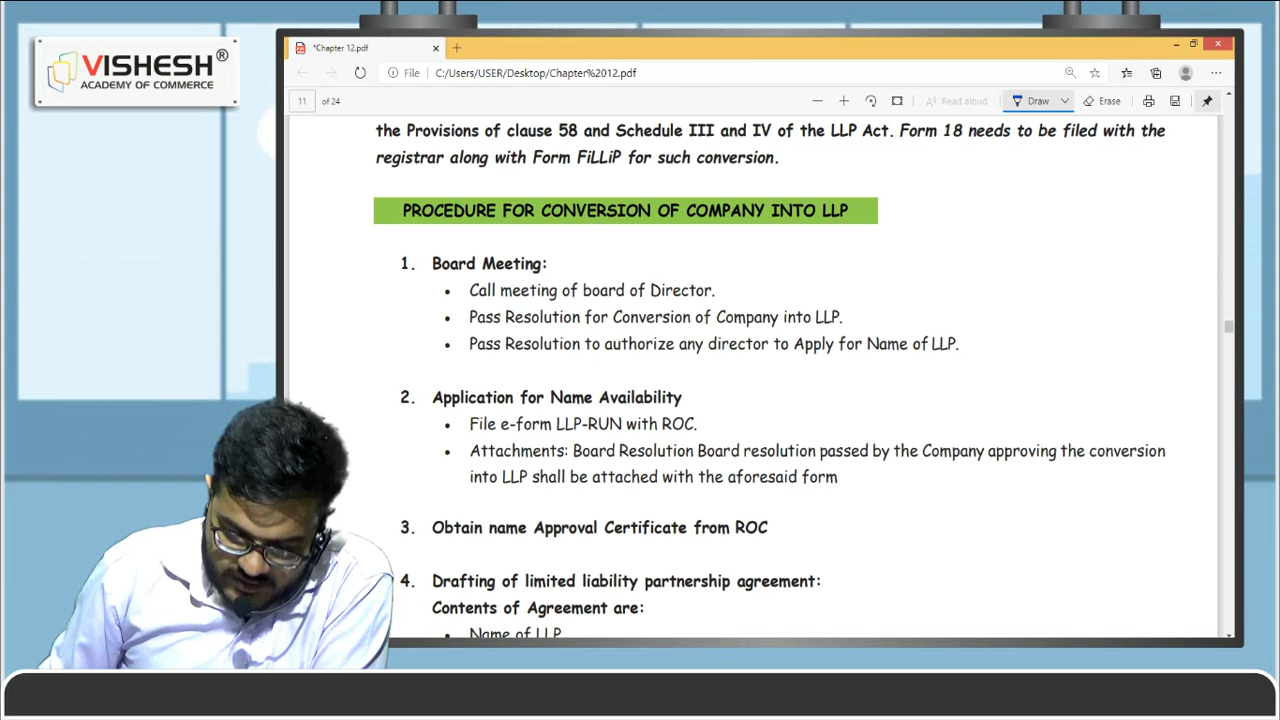 VISHESH®
ACADEMY OF COMMERCE
*Chapter 12.pdf
File C:/Users/USER/Desktop/Chapter%2012.pdf
11 of 24
Read aloud
Draw
Erase
the Provisions of clause 58 and Schedule III and IV of the LLP Act. Form 18 needs to be filed with the
registrar along with Form FiLLiP for such conversion.
PROCEDURE FOR CONVERSION OF COMPANY INTO LLP
1. Board Meeting:
• Call meeting of board of Director.
• Pass Resolution for Conversion of Company into LLP.
• Pass Resolution to authorize any director to Apply for Name of LLP.
2. Application for Name Availability
• File e-form LLP-RUN with ROC.
• Attachments: Board Resolution Board resolution passed by the Company approving the conversion
into LLP shall be attached with the aforesaid form
3. Obtain name Approval Certificate from ROC
4. Drafting of limited liability partnership agreement:
Contents of Agreement are:
• Name of LLP